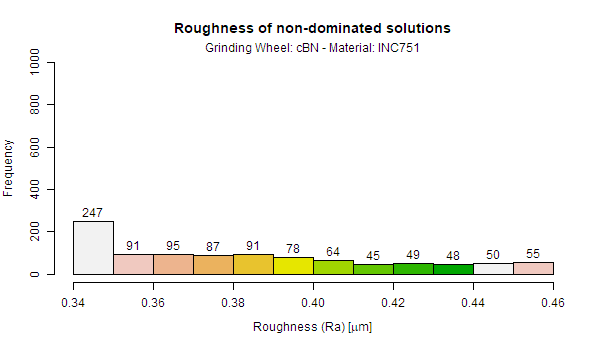 Roughness of non-dominated solutions
Grinding Wheel: cBN - Material: INC751
Frequency
1000
800
600
400
200
0
247 91 95 87 91 78 64 45 49 48 50 55
0.34 0.36 0.38 0.40 0.42 0.44 0.46
Roughness (Ra) [μm]